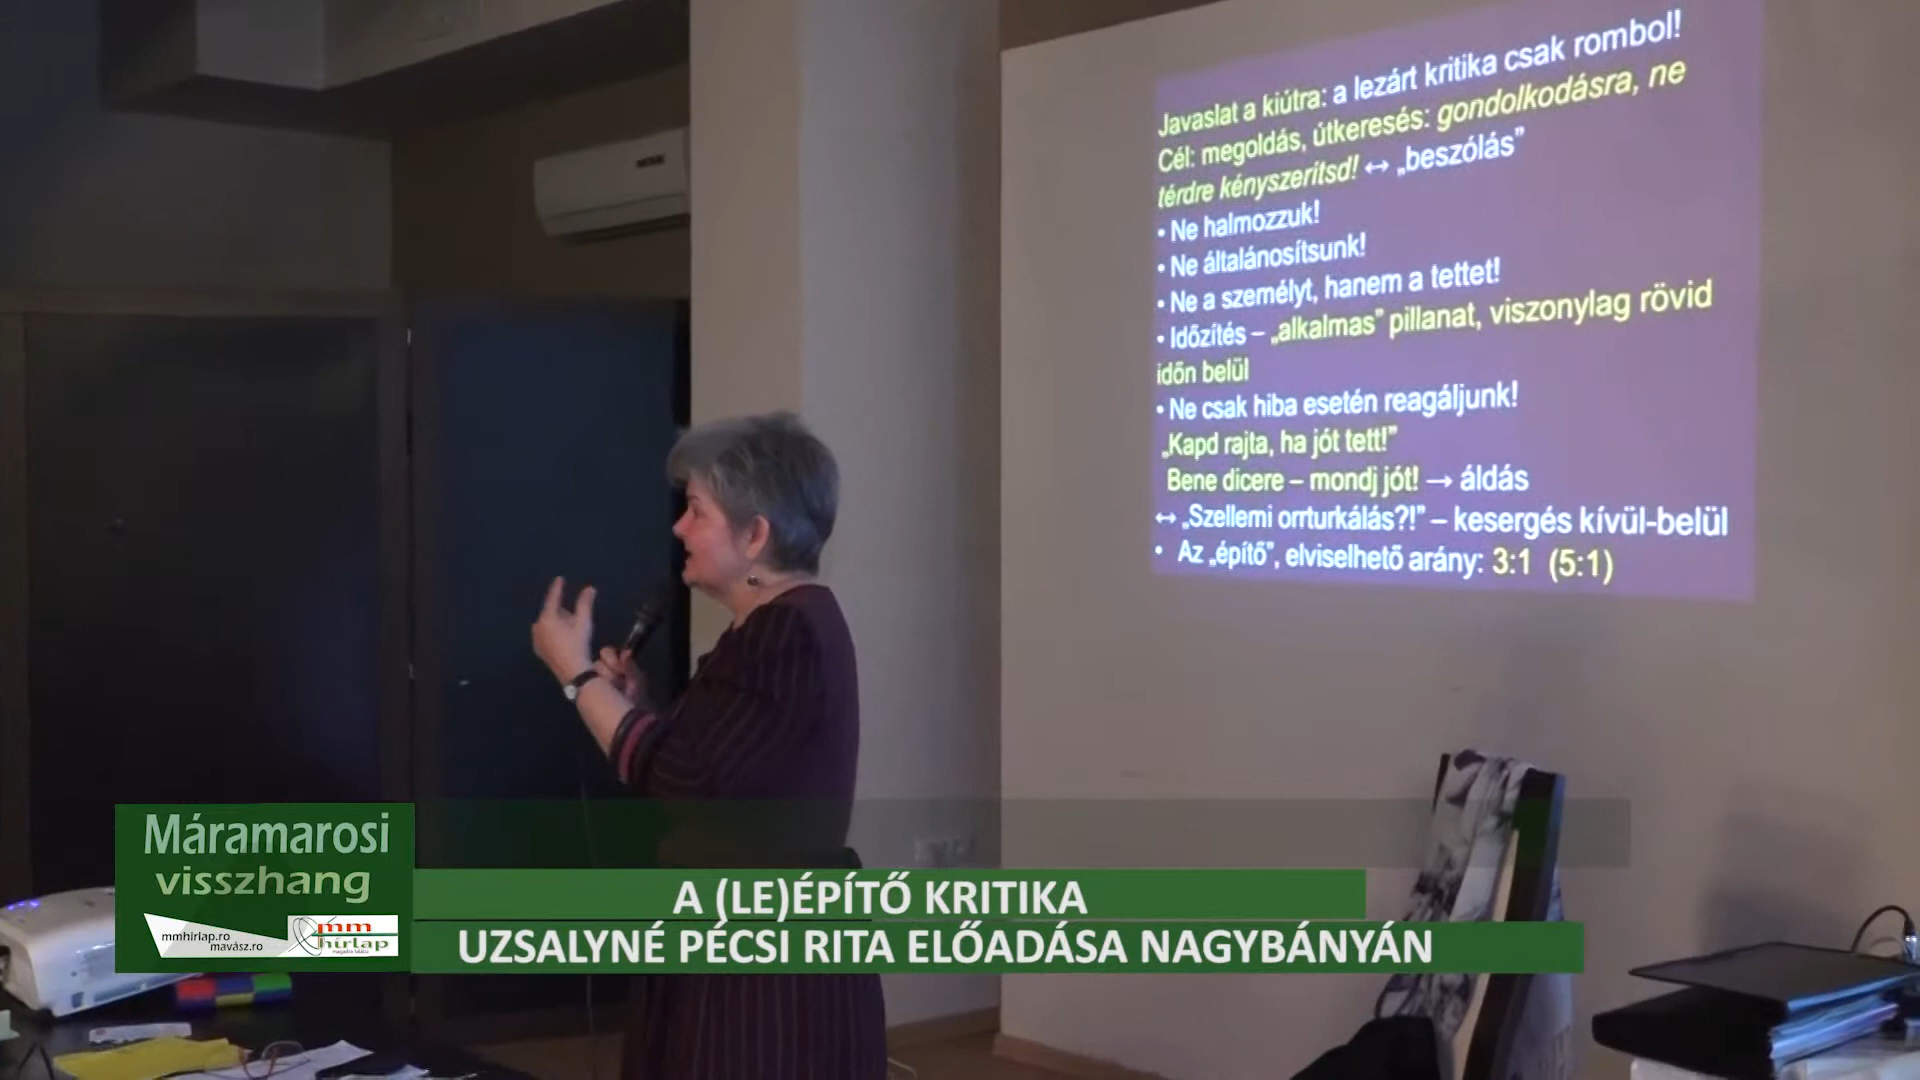 Javaslat a kiútra: a lezárt kritika csak rombol!
Cél: megoldás, útkeresés: gondolkodásra, ne
térdre kényszerítsd! ↔ „beszólás”
• Ne halmozzuk!
• Ne általánosítsunk!
• Ne a személyt, hanem a tettet!
• Időzítés – „alkalmas” pillanat, viszonylag rövid
időn belül
• Ne csak hiba esetén reagáljunk!
„Kapd rajta, ha jót tett!”
Bene dicere – mondj jót! → áldás
↔ „Szellemi orrturkálás?!” – kesergés kívül-belül
• Az „építő”, elviselhető arány: 3:1 (5:1)
Máramarosi
visszhang
mmhirlap.ro
mavász.ro
mm
hírlap
A (LE)ÉPÍTŐ KRITIKA
UZSALYNÉ PÉCSI RITA ELŐADÁSA NAGYBÁNYÁN